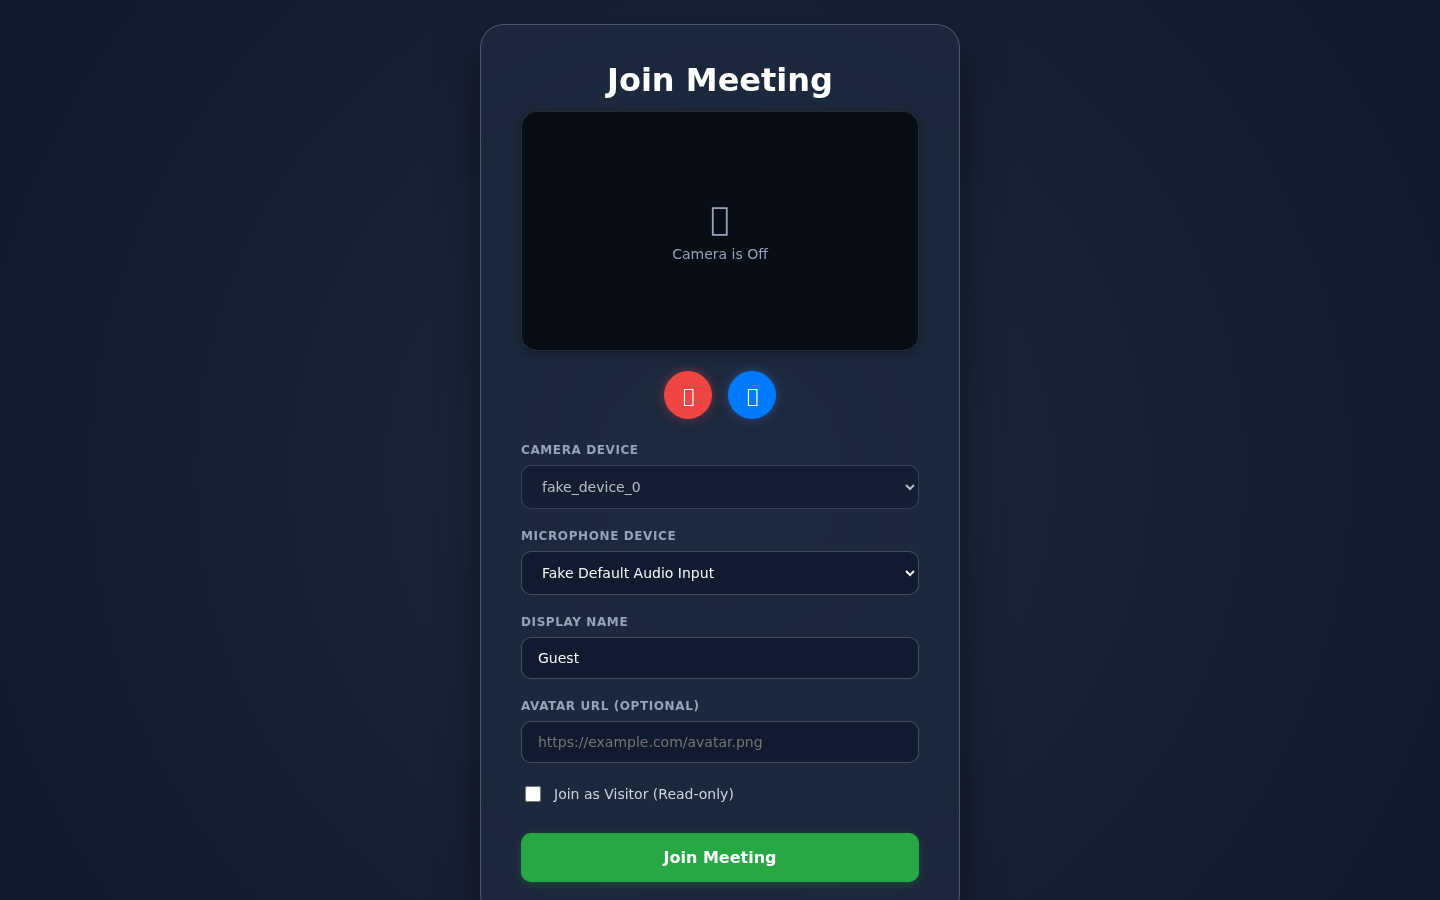 Join Meeting
Camera is Off
CAMERA DEVICE
fake_device_0
MICROPHONE DEVICE
Fake Default Audio Input
DISPLAY NAME
Guest
AVATAR URL (OPTIONAL)
https://example.com/avatar.png
Join as Visitor (Read-only)
Join Meeting